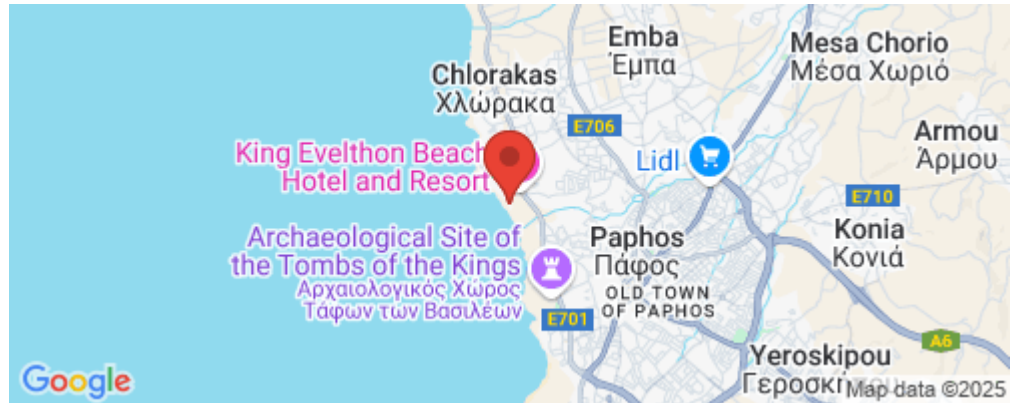 Emba
Έμπα
Mesa Chorio
Μέσα Χωριό
Chlorakas
Χλώρακα
E706
Armou
Άρμου
King Evelthon Beach
Hotel and Resort
Lidl
E710
Archaeological Site of
the Tombs of the Kings
Αρχαιολογικός Χώρος
Τάφων των Βασιλέων
Paphos
Πάφος
OLD TOWN
OF PAPHOS
Konia
Κονιά
E701
A6
Yeroskipou
Google
Map data ©2025